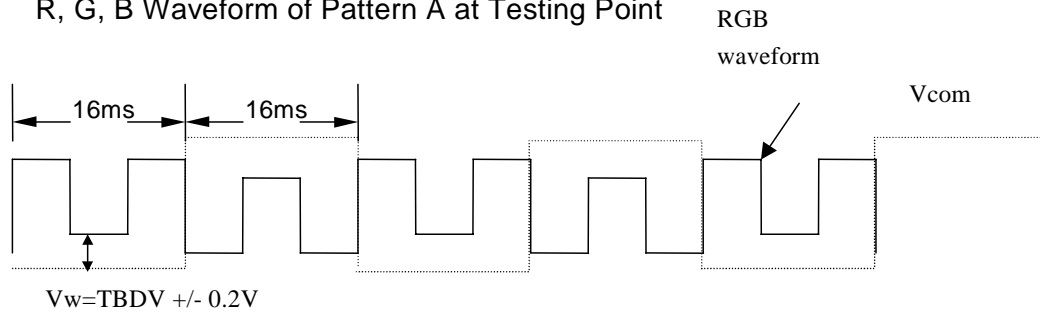 R, G, B Waveform of Pattern A at Testing Point
RGB
waveform
Vcom
16ms
16ms
Vw=TBDV +/- 0.2V